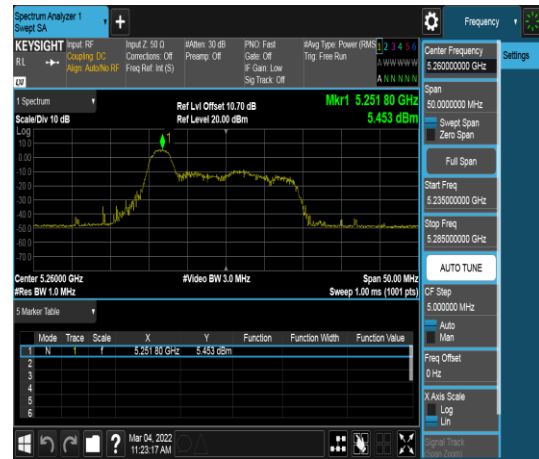 Spectrum Analyzer 1
Swept SA
+
Frequency
KEYSIGHT
RL
Input: RF
Coupling: DC
Align: Auto/No RF
Input Z: 50 Ω
Corrections: Off
Freq Ref: Int (S)
#Atten: 30 dB
Preamp: Off
PNO: Fast
Gate: Off
IF Gain: Low
Sig Track: Off
#Avg Type: Power (RMS)
Trig: Free Run
1 2 3 4 5 6
A WW WW W
A N N N N N
Center Frequency
5.260000000 GHz
Settings
Span
50.0000000 MHz
Swept Span
Zero Span
Full Span
Start Freq
5.235000000 GHz
Stop Freq
5.285000000 GHz
AUTO TUNE
CF Step
5.000000 MHz
Auto
Man
Freq Offset
0 Hz
X Axis Scale
Log
Lin
Signal Track
(Span Zoom)
1 Spectrum
Scale/Div 10 dB
Ref Lvl Offset 10.70 dB
Ref Level 20.00 dBm
Mkr1 5.251 80 GHz
5.453 dBm
Log
10.0
0.00
-10.0
-20.0
-30.0
-40.0
-50.0
-60.0
-70.0
1
Center 5.26000 GHz
#Res BW 1.0 MHz
#Video BW 3.0 MHz
Span 50.00 MHz
Sweep 1.00 ms (1001 pts)
5 Marker Table
Mode Trace Scale X Y Function Function Width Function Value
1 N 1 f 5.251 80 GHz 5.453 dBm
2
3
4
5
6
?
Mar 04, 2022
11:23:17 AM